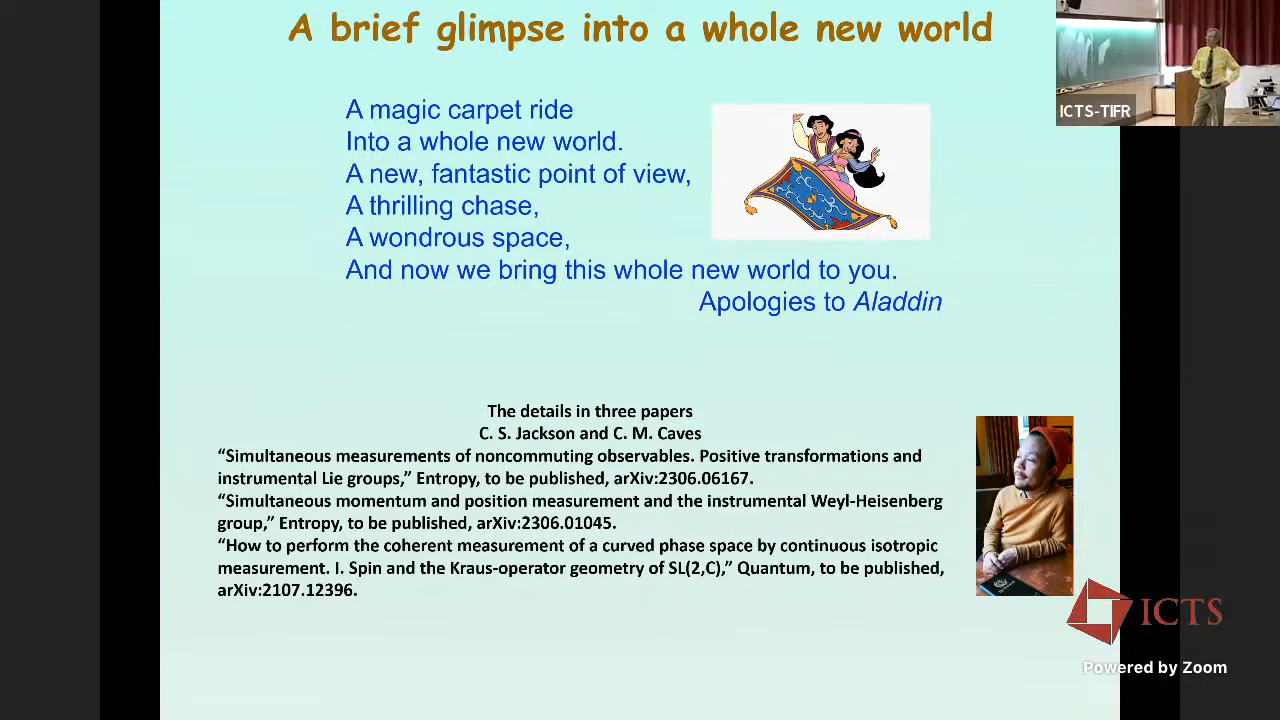 A brief glimpse into a whole new world
A magic carpet ride
Into a whole new world.
A new, fantastic point of view,
A thrilling chase,
A wondrous space,
And now we bring this whole new world to you.
Apologies to Aladdin
ICTS-TIFR
The details in three papers
C. S. Jackson and C. M. Caves
“Simultaneous measurements of noncommuting observables. Positive transformations and
instrumental Lie groups,” Entropy, to be published, arXiv:2306.06167.
“Simultaneous momentum and position measurement and the instrumental Weyl-Heisenberg
group,” Entropy, to be published, arXiv:2306.01045.
“How to perform the coherent measurement of a curved phase space by continuous isotropic
measurement. I. Spin and the Kraus-operator geometry of SL(2,C),” Quantum, to be published,
arXiv:2107.12396.
ICTS
Powered by Zoom